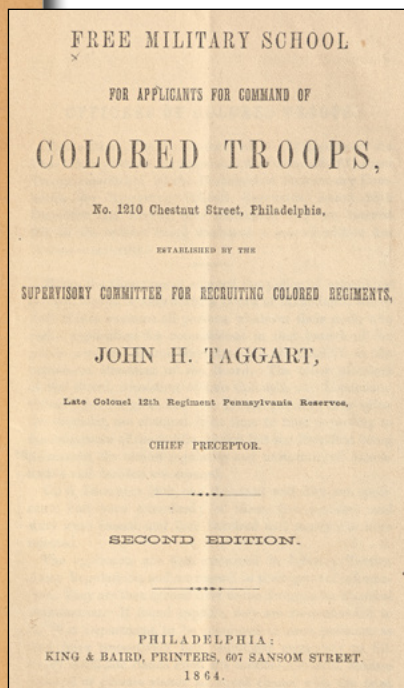 FREE MILITARY SCHOOL
FOR APPLICANTS FOR COMMAND OF
COLORED TROOPS,
No. 1210 Chestnut Street, Philadelphia,
ESTABLISHED BY THE
SUPERVISORY COMMITTEE FOR RECRUITING COLORED REGIMENTS,
JOHN H. TAGGART,
Late Colonel 12th Regiment Pennsylvania Reserves,
CHIEF PRECEPTOR.
SECOND EDITION.
PHILADELPHIA:
KING & BAIRD, PRINTERS, 607 SANSOM STREET.
1864.